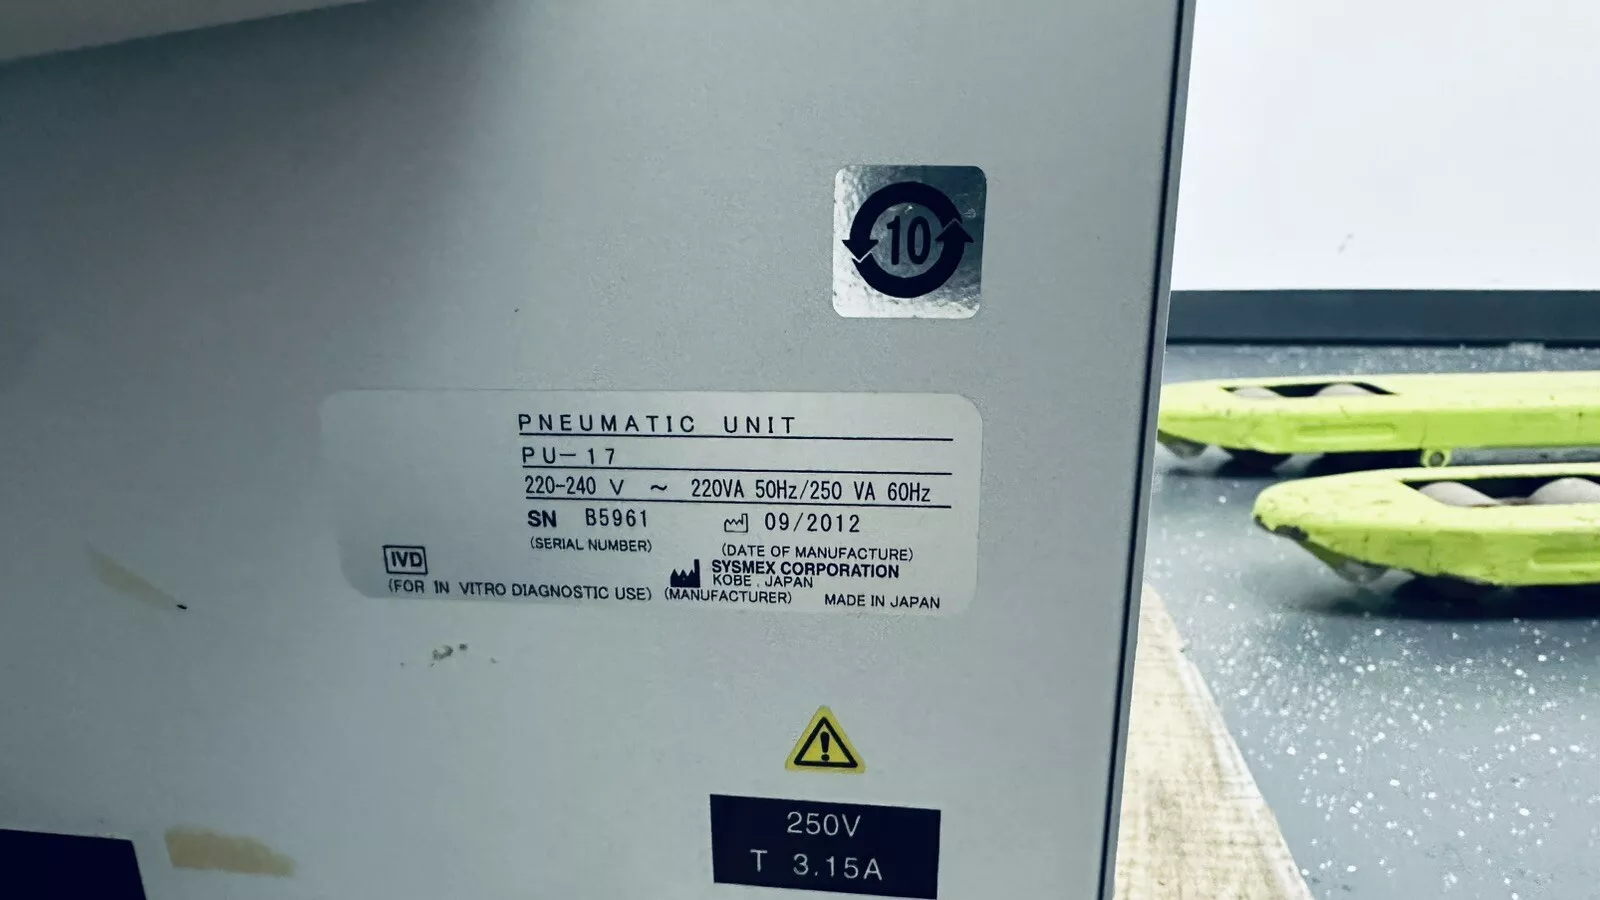 10
PNEUMATIC UNIT
PU-17
220-240 V ~ 220VA 50Hz/250 VA 60Hz
SN B5961 09/2012
(SERIAL NUMBER) (DATE OF MANUFACTURE)
IVD SYSMEX CORPORATION
KOBE, JAPAN
(FOR IN VITRO DIAGNOSTIC USE) (MANUFACTURER) MADE IN JAPAN
250V
T 3.15A